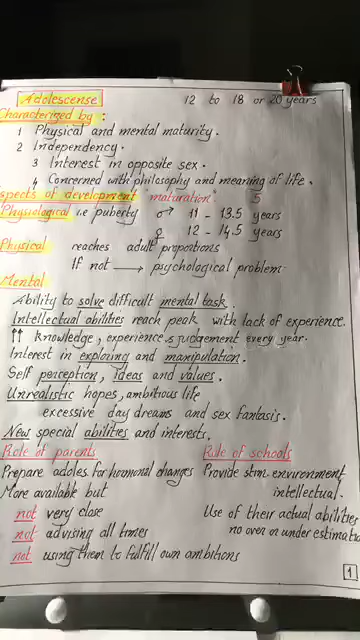 Adolescense 12 to 18 or 20 years
Characterized by :
1 Physical and mental maturity.
2 Independency.
3 Interest in opposite sex.
4 Concerned with philosophy and meaning of life.
spects of development "maturation" 5
"Physiological i.e puberty ♂ 11 - 13.5 years
♀ 12 - 14.5 years
Physical reaches adult proportions
If not → psychological problem
Mental
Ability to solve difficult mental task.
Intellectual abilities reach peak with lack of experience.
↑↑ knowledge, experience, judgement every year.
Interest in exploring and manipulation.
Self perception, ideas and values.
Unrealistic hopes, ambitious life
excessive day dreams and sex fantasis.
New special abilities and interests.
Role of parents
Prepare adoles for hormonal changes
More available but
not very close
not advising all times
not using them to fulfill own ambitions
Role of schools
Provide stim. environment
intellectual.
Use of their actual abilities
no over or under estimatio
1